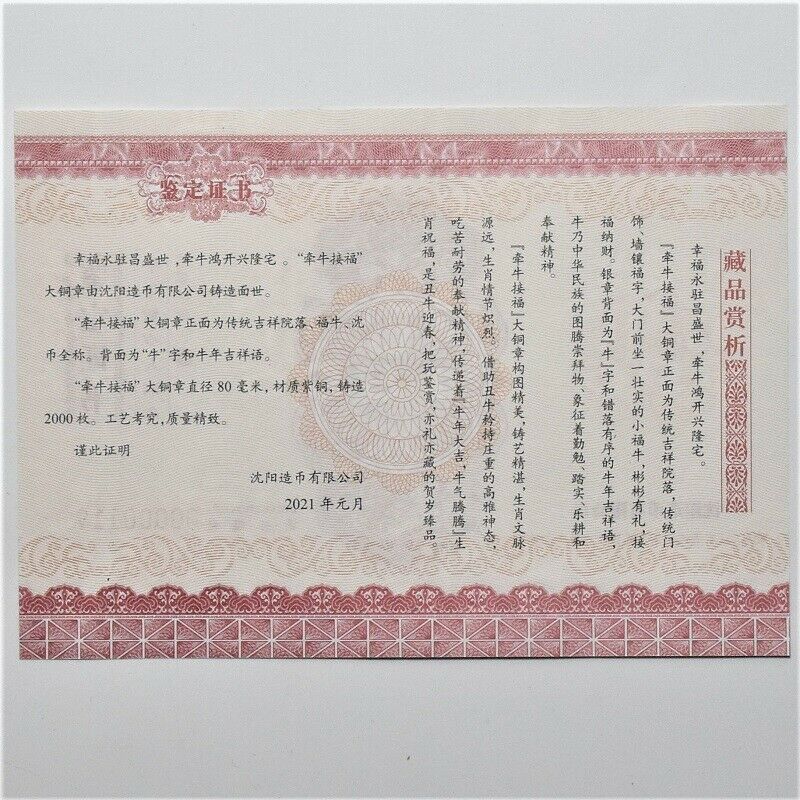 鉴定证书
幸福永驻昌盛世，牵牛鸿开兴隆宅。“牵牛接福”
大铜章由沈阳造币有限公司铸造面世。
“牵牛接福”大铜章正面为传统吉祥院落、福牛、沈
币全称。背面为“牛”字和牛年吉祥语。
“牵牛接福”大铜章直径80毫米，材质紫铜，铸造
2000枚。工艺考究，质量精致。
谨此证明
沈阳造币有限公司
2021年元月
藏品赏析
幸福永驻昌盛世，牵牛鸿开兴隆宅。
『牵牛接福』大铜章正面为传统吉祥院落，传统门
饰、墙镶福字，大门前坐一壮实的小福牛，彬彬有礼，接
福纳财。银章背面为『牛』字和错落有序的牛年吉祥语，
牛乃中华民族的图腾崇拜物、象征着勤勉、踏实、乐耕和
奉献精神。
『牵牛接福』大铜章构图精美，铸艺精湛，生肖文脉
源远，生肖情节炽烈。借助丑牛矜持庄重的高雅神态，
吃苦耐劳的奉献精神，传递着『牛年大吉，牛气腾腾』生
肖祝福，是丑牛迎春，把玩鉴赏，亦礼亦藏的贺岁臻品。